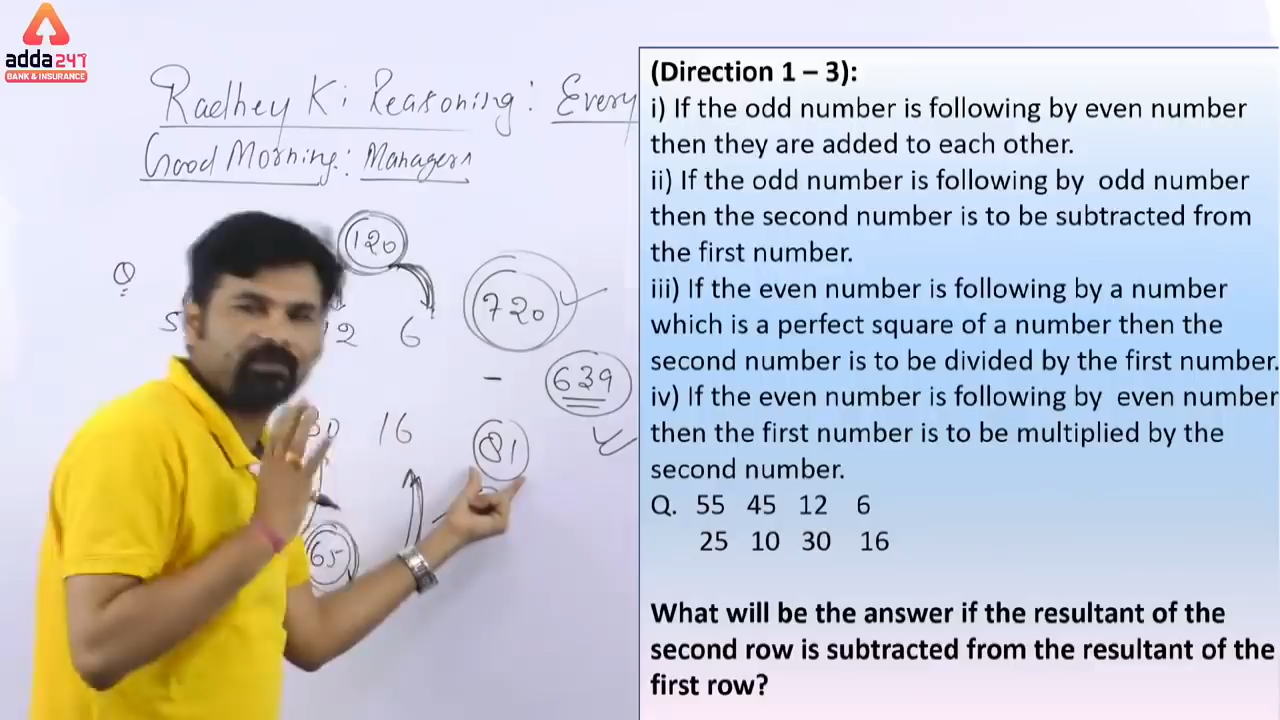 adda247
BANK & INSURANCE
Radhey Ki Reasoning: Every
Good Morning: Managers
120
Q
5
12 6
720
-
639
30 16
81
65
(Direction 1 – 3):
i) If the odd number is following by even number
then they are added to each other.
ii) If the odd number is following by odd number
then the second number is to be subtracted from
the first number.
iii) If the even number is following by a number
which is a perfect square of a number then the
second number is to be divided by the first number.
iv) If the even number is following by even number
then the first number is to be multiplied by the
second number.
Q. 55 45 12 6
25 10 30 16
What will be the answer if the resultant of the
second row is subtracted from the resultant of the
first row?